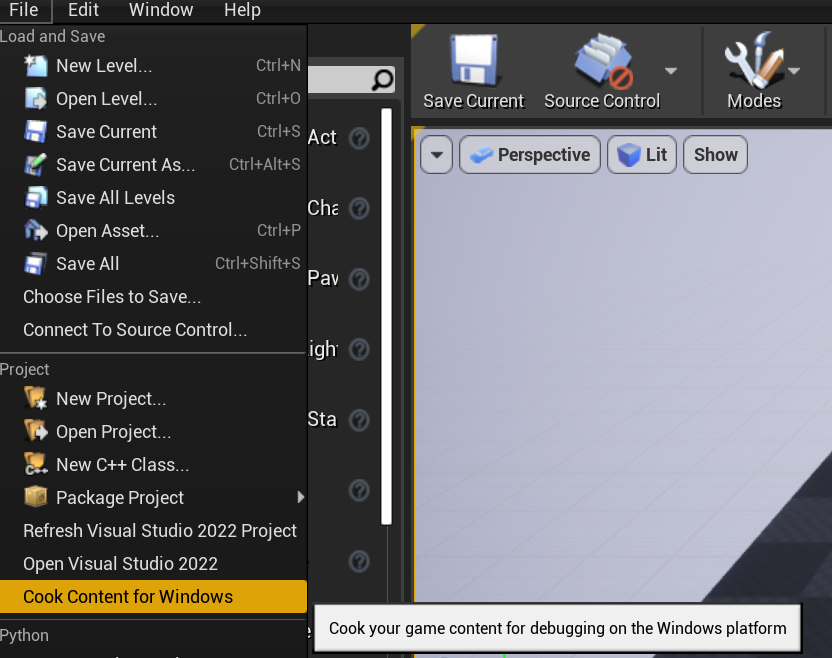 File Edit Window Help
Load and Save
New Level... Ctrl+N
Open Level... Ctrl+O
Save Current Ctrl+S
Save Current As... Ctrl+Alt+S
Save All Levels
Open Asset... Ctrl+P
Save All Ctrl+Shift+S
Choose Files to Save...
Connect To Source Control...
Project
New Project...
Open Project...
New C++ Class...
Package Project
Refresh Visual Studio 2022 Project
Open Visual Studio 2022
Cook Content for Windows
Python
Act
Cha
Pav
Sta
Save Current Source Control Modes
Perspective Lit Show
Cook your game content for debugging on the Windows platform